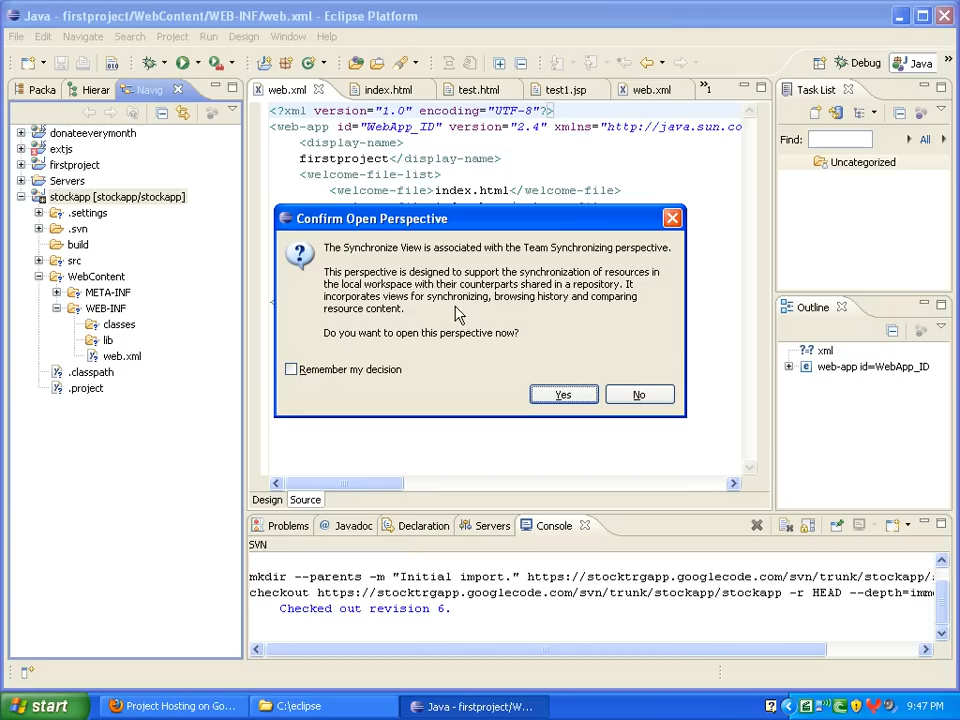 Java - firstproject/WebContent/WEB-INF/web.xml - Eclipse Platform
File Edit Navigate Search Project Run Design Window Help
Debug Java
Packa Hierar Navig
web.xml index.html test.html test1.jsp web.xml »1
Task List
donateeverymonth
extjs
firstproject
Servers
stockapp [stockapp/stockapp]
.settings
.svn
build
src
WebContent
META-INF
WEB-INF
classes
lib
web.xml
.classpath
.project
<?xml version="1.0" encoding="UTF-8"?>
<web-app id="WebApp_ID" version="2.4" xmlns="http://java.sun.co
<display-name>
firstproject</display-name>
<welcome-file-list>
<welcome-file>index.html</welcome-file>
Find: All
Uncategorized
Confirm Open Perspective
The Synchronize View is associated with the Team Synchronizing perspective.
This perspective is designed to support the synchronization of resources in
the local workspace with their counterparts shared in a repository. It
incorporates views for synchronizing, browsing history and comparing
resource content.
Do you want to open this perspective now?
Remember my decision
Yes No
Outline
xml
web-app id=WebApp_ID
Design Source
Problems Javadoc Declaration Servers Console
SVN
mkdir --parents -m "Initial import." https://stocktrgapp.googlecode.com/svn/trunk/stockapp/
checkout https://stocktrgapp.googlecode.com/svn/trunk/stockapp/stockapp -r HEAD --depth=imm
Checked out revision 6.
start Project Hosting on Go... C:\eclipse Java - firstproject/W... 9:47 PM